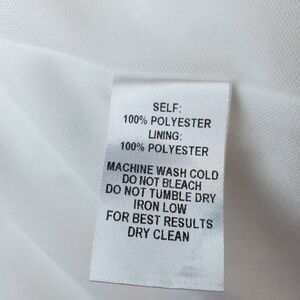 SELF:
100% POLYESTER
LINING:
100% POLYESTER
MACHINE WASH COLD
DO NOT BLEACH
DO NOT TUMBLE DRY
IRON LOW
FOR BEST RESULTS
DRY CLEAN